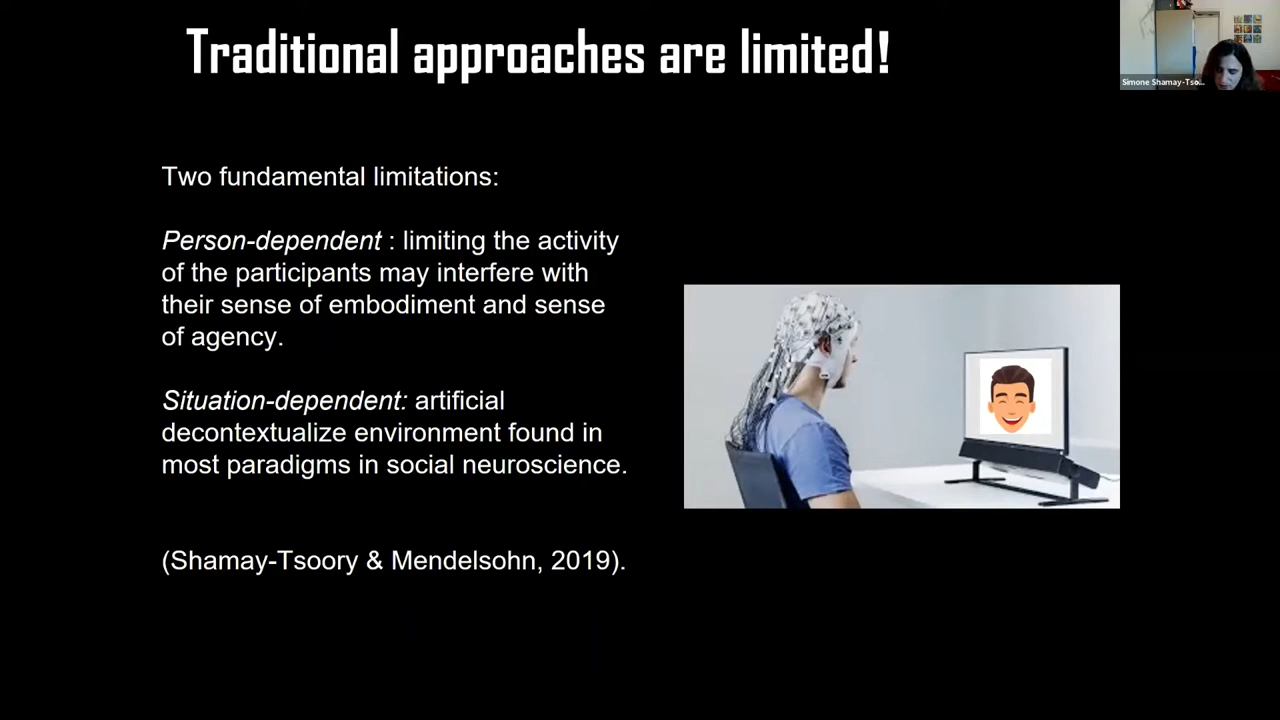 Traditional approaches are limited!
Simone Shamay-Tso...
Two fundamental limitations:
Person-dependent : limiting the activity
of the participants may interfere with
their sense of embodiment and sense
of agency.
Situation-dependent: artificial
decontextualize environment found in
most paradigms in social neuroscience.
(Shamay-Tsoory & Mendelsohn, 2019).